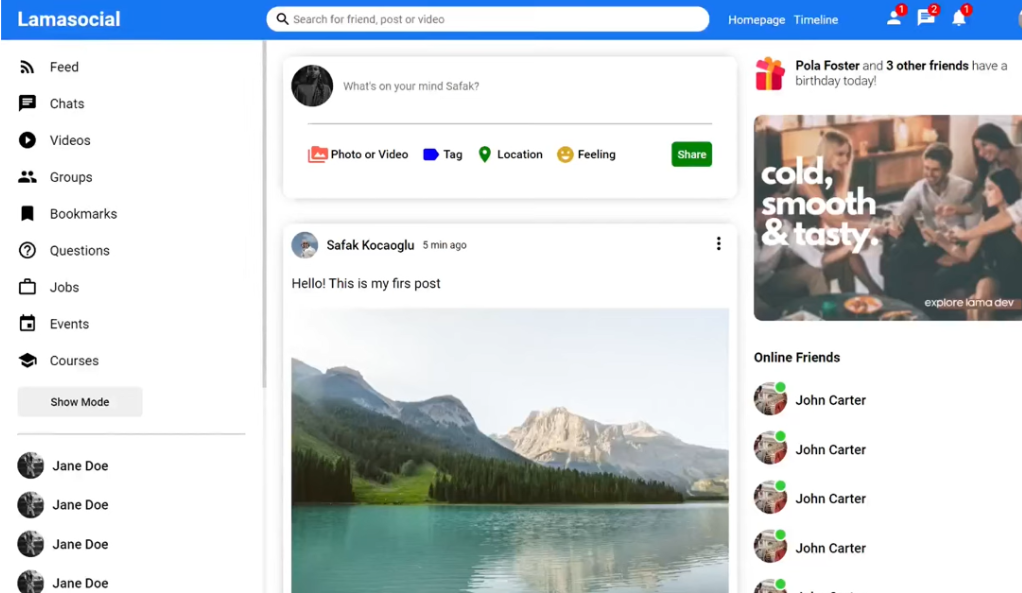 Lamasocial
Search for friend, post or video
Homepage Timeline
1
2
1
Feed
Chats
Videos
Groups
Bookmarks
Questions
Jobs
Events
Courses
Show Mode
Jane Doe
Jane Doe
Jane Doe
Jane Doe
What's on your mind Safak?
Photo or Video
Tag
Location
Feeling
Share
Safak Kocaoglu 5 min ago
Hello! This is my firs post
Pola Foster and 3 other friends have a
birthday today!
cold,
smooth
& tasty.
explore lama dev
Online Friends
John Carter
John Carter
John Carter
John Carter